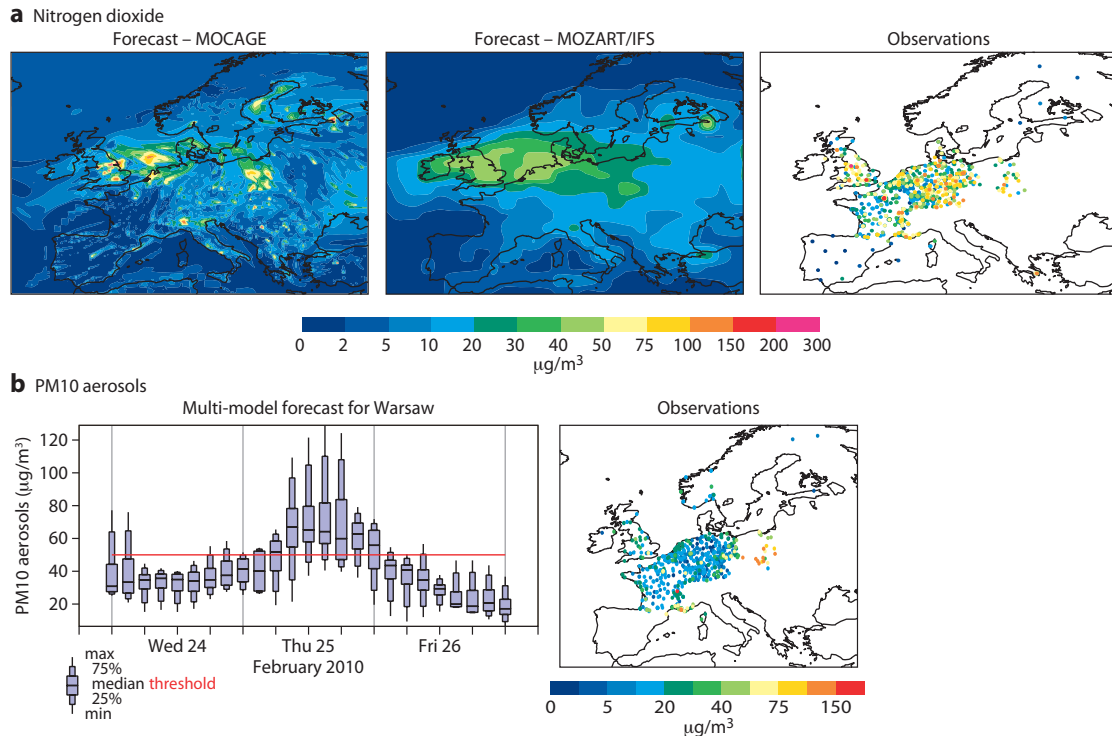 a Nitrogen dioxide
Forecast – MOCAGE
Forecast – MOZART/IFS
Observations
0 2 5 10 20 30 40 50 75 100 150 200 300
µg/m³
b PM10 aerosols
Multi-model forecast for Warsaw
Observations
PM10 aerosols (µg/m³)
120
100
80
60
40
20
Wed 24 Thu 25 Fri 26
February 2010
max
75%
median threshold
25%
min
0 5 20 40 75 150
µg/m³